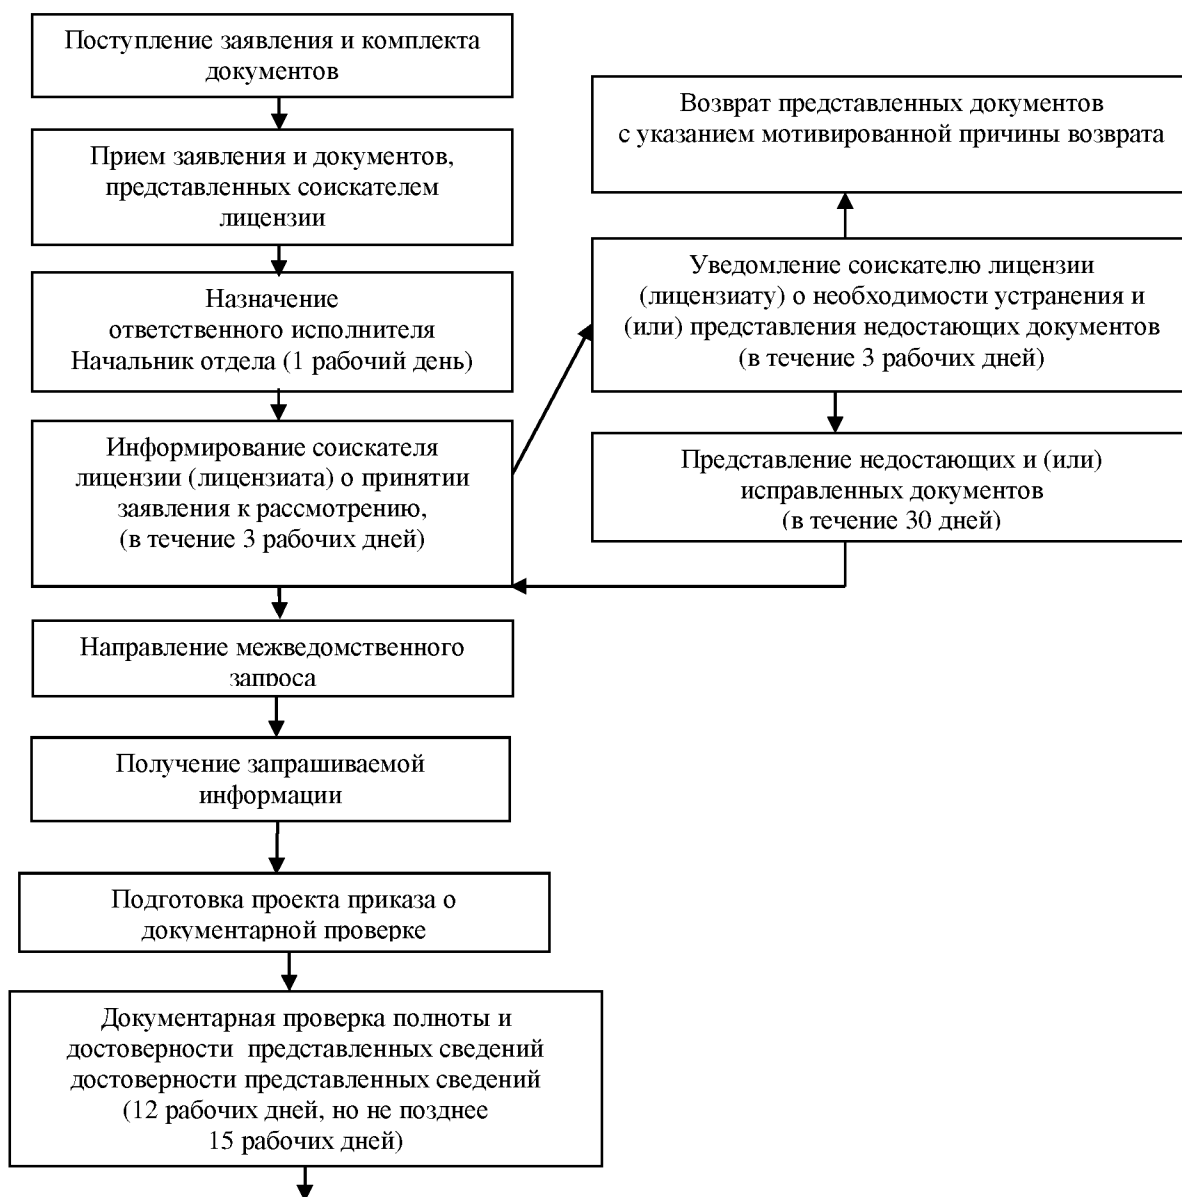 Поступление заявления и комплекта
документов
Прием заявления и документов,
представленных соискателем
лицензии
Назначение
ответственного исполнителя
Начальник отдела (1 рабочий день)
Информирование соискателя
лицензии (лицензиата) о принятии
заявления к рассмотрению,
(в течение 3 рабочих дней)
Возврат представленных документов
с указанием мотивированной причины возврата
Уведомление соискателю лицензии
(лицензиату) о необходимости устранения и
(или) представления недостающих документов
(в течение 3 рабочих дней)
Представление недостающих и (или)
исправленных документов
(в течение 30 дней)
Направление межведомственного
запроса
Получение запрашиваемой
информации
Подготовка проекта приказа о
документарной проверке
Документарная проверка полноты и
достоверности представленных сведений
достоверности представленных сведений
(12 рабочих дней, но не позднее
15 рабочих дней)